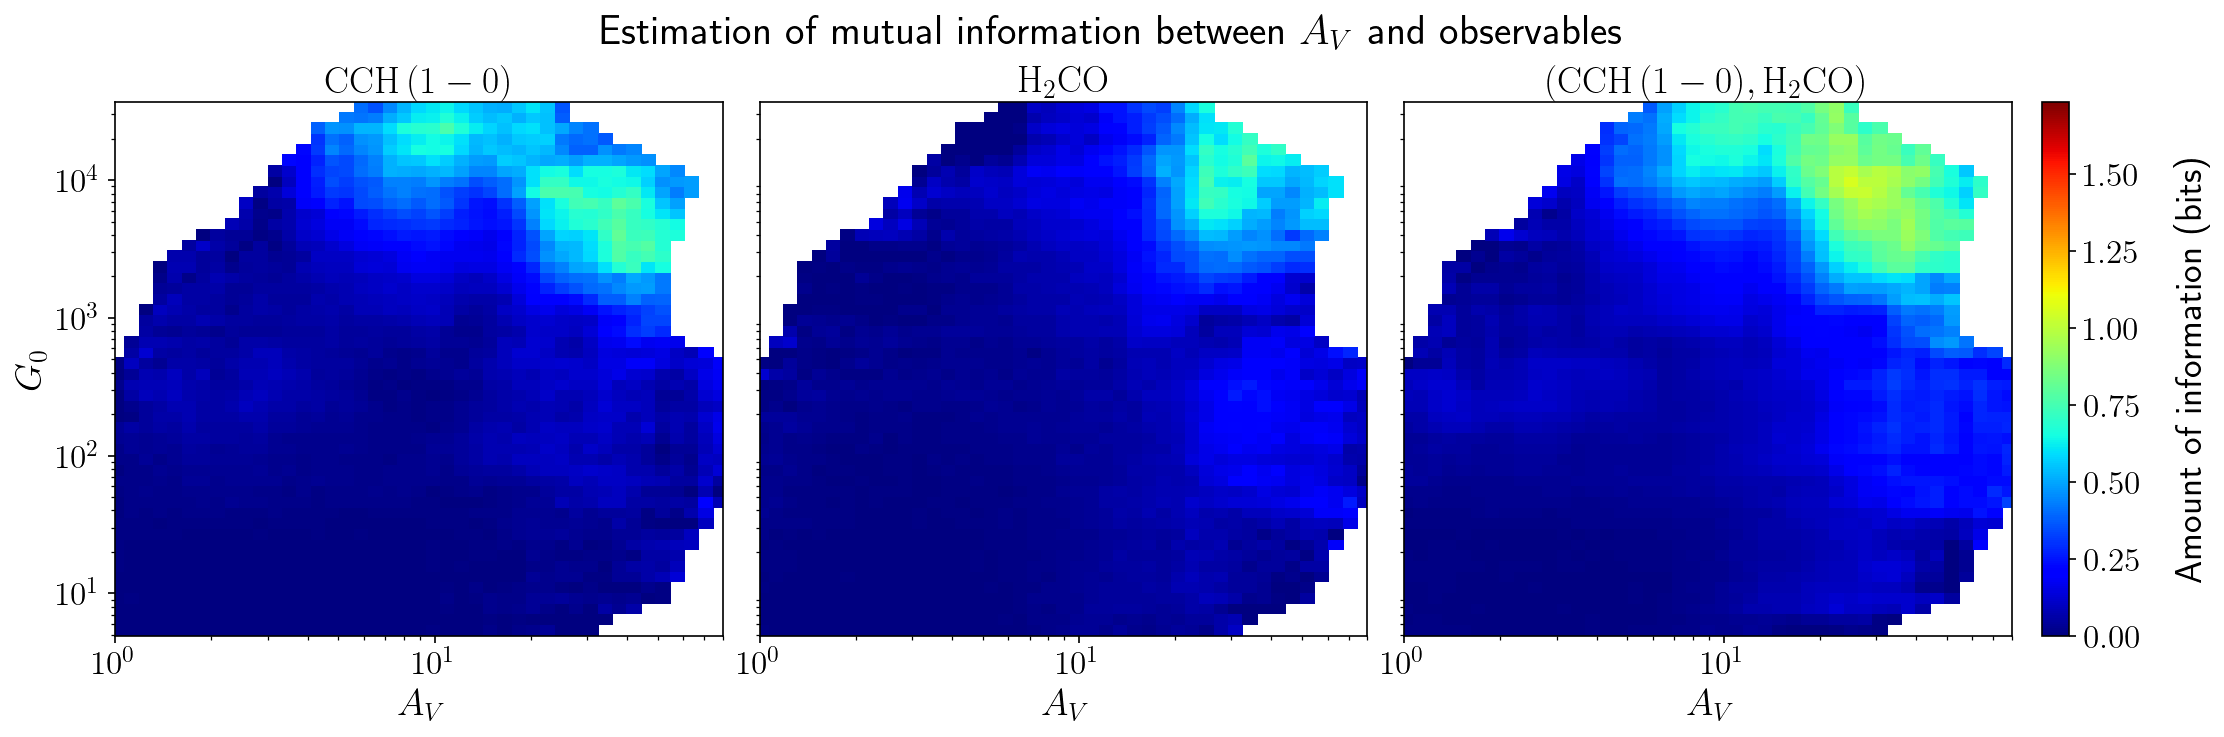 Estimation of mutual information between A_V and observables
CCH (1 − 0)
H₂CO
(CCH (1 − 0), H₂CO)
G₀
10⁴
10³
10²
10¹
10⁰ 10¹
A_V
10⁰ 10¹
A_V
10⁰ 10¹
A_V
1.50
1.25
1.00
0.75
0.50
0.25
0.00
Amount of information (bits)